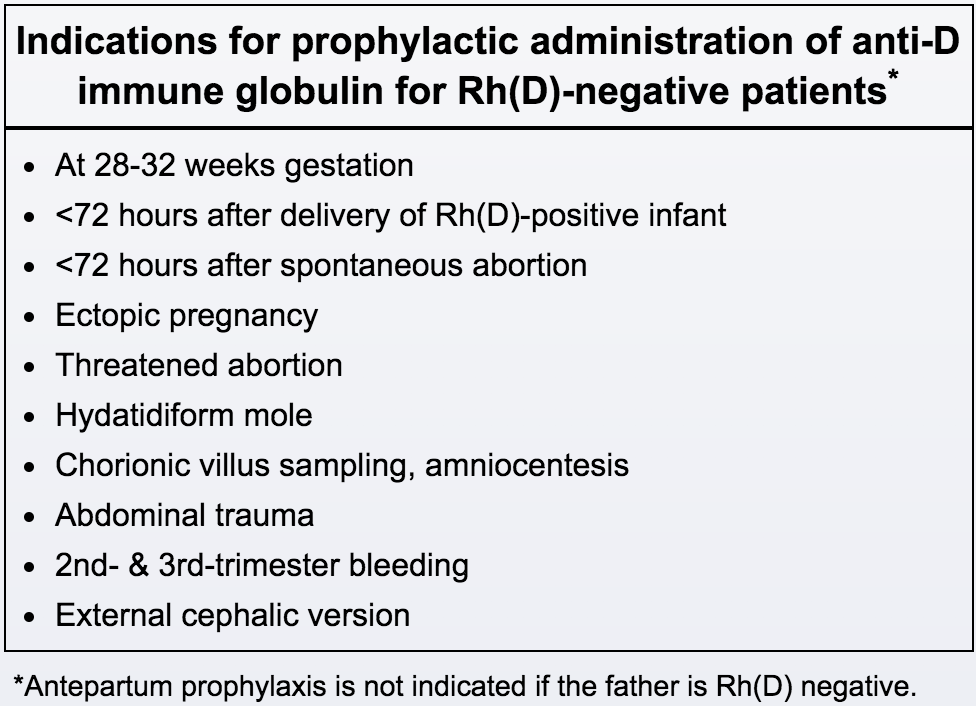 Indications for prophylactic administration of anti-D
immune globulin for Rh(D)-negative patients*
• At 28-32 weeks gestation
• <72 hours after delivery of Rh(D)-positive infant
• <72 hours after spontaneous abortion
• Ectopic pregnancy
• Threatened abortion
• Hydatidiform mole
• Chorionic villus sampling, amniocentesis
• Abdominal trauma
• 2nd- & 3rd-trimester bleeding
• External cephalic version
*Antepartum prophylaxis is not indicated if the father is Rh(D) negative.